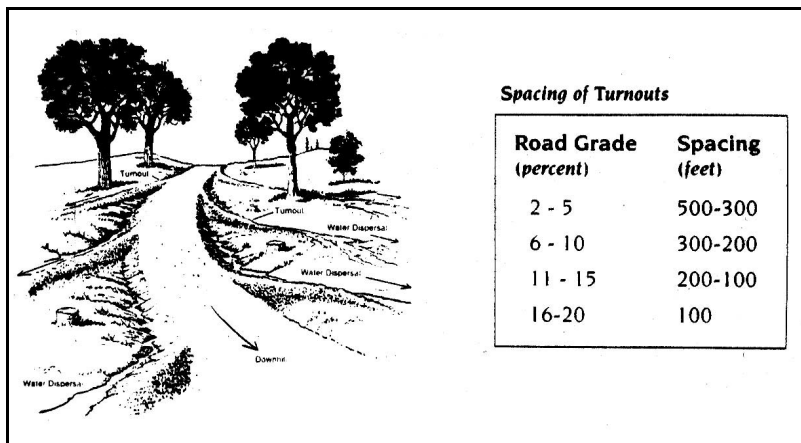 Turnout
Turnout
Water Dispersal
Water Dispersal
Downhill
Water Dispersal
Spacing of Turnouts
Road Grade Spacing
(percent) (feet)
2 - 5 500-300
6 - 10 300-200
11 - 15 200-100
16-20 100